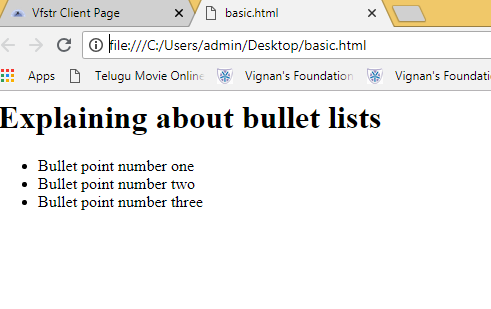 Vfstr Client Page
basic.html
file:///C:/Users/admin/Desktop/basic.html
Apps Telugu Movie Online Vignan's Foundation Vignan's Foundati
Explaining about bullet lists
• Bullet point number one
• Bullet point number two
• Bullet point number three